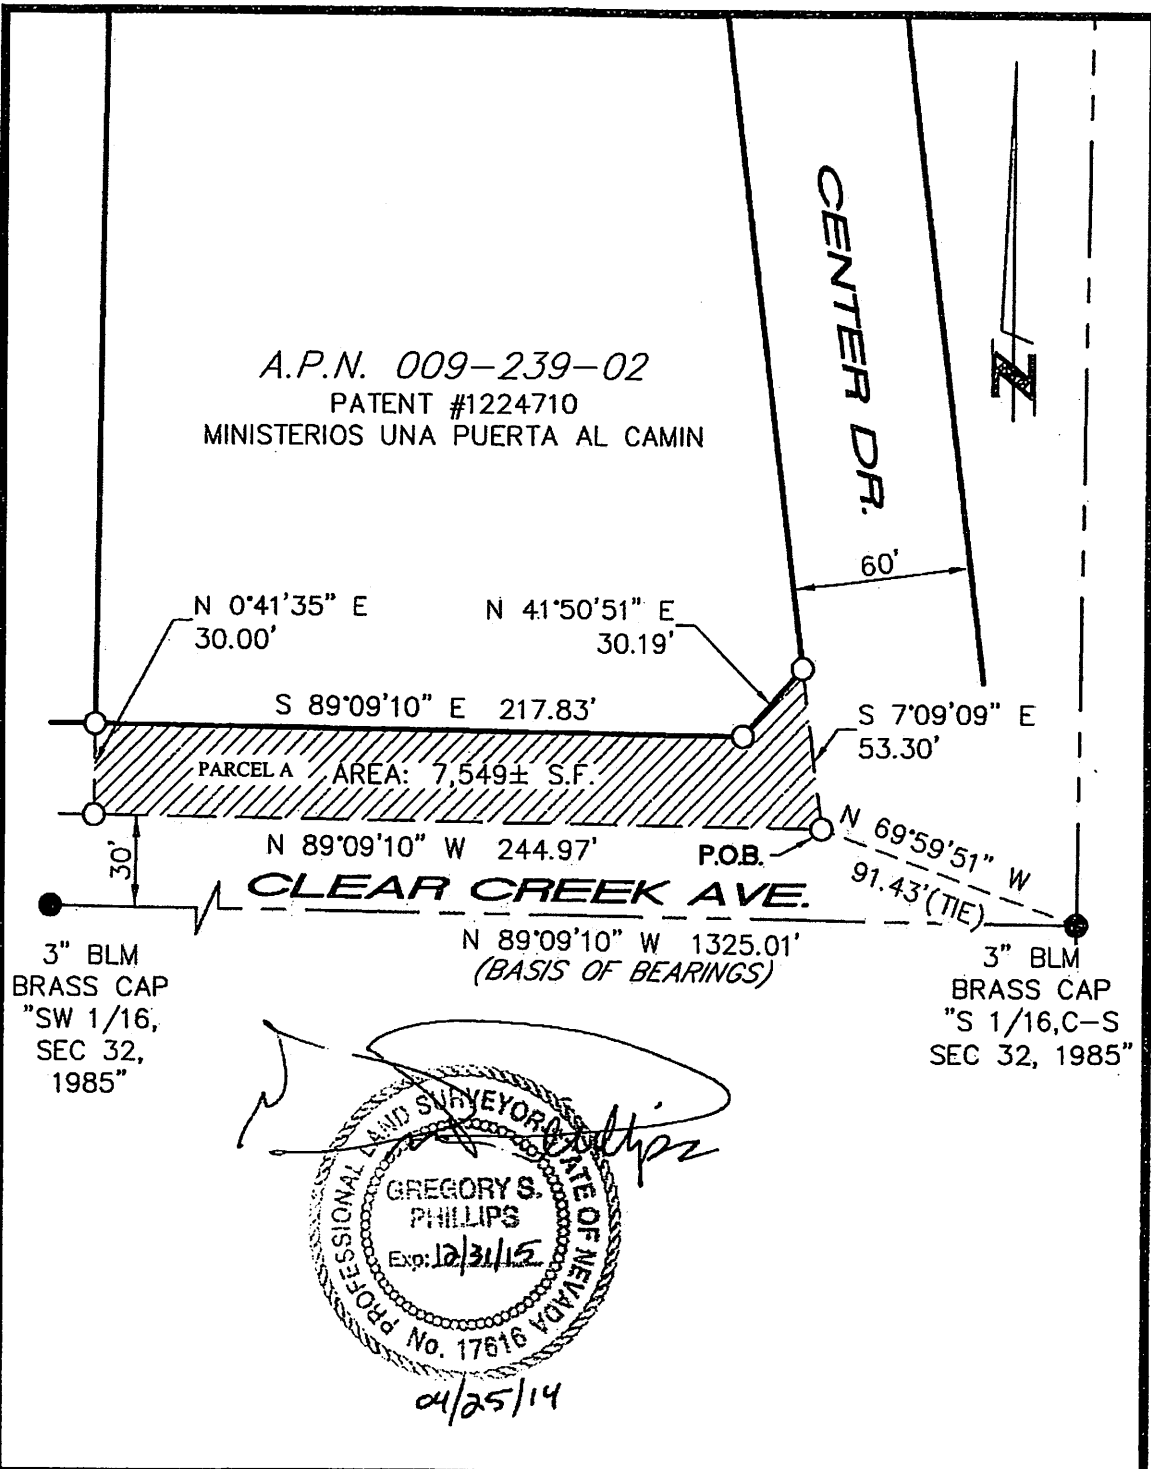 CENTER DR.
A.P.N. 009-239-02
PATENT #1224710
MINISTERIOS UNA PUERTA AL CAMIN
60'
N 0°41'35" E
30.00'
N 41°50'51" E
30.19'
S 89°09'10" E 217.83'
S 7°09'09" E
53.30'
PARCEL A AREA: 7,549± S.F.
N 89°09'10" W 244.97'
P.O.B.
N 69°59'51" W
91.43'(TIE)
30'
CLEAR CREEK AVE.
N 89°09'10" W 1325.01'
(BASIS OF BEARINGS)
3" BLM
BRASS CAP
"SW 1/16,
SEC 32,
1985"
3" BLM
BRASS CAP
"S 1/16,C-S
SEC 32, 1985"
N
PROFESSIONAL LAND SURVEYOR STATE OF NEVADA
GREGORY S.
PHILLIPS
Exp: 12/31/15
No. 17616
04/25/14